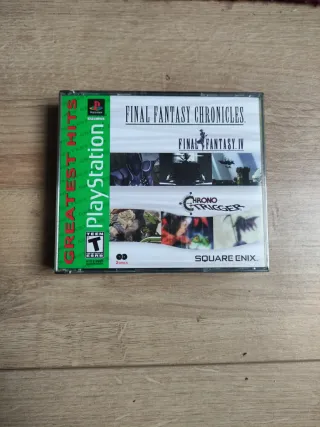 GREATEST HITS
PlayStation
FINAL FANTASY CHRONICLES
FINAL FANTASY IV
CHRONO
TRIGGER
TEEN
T
SQUARE ENIX